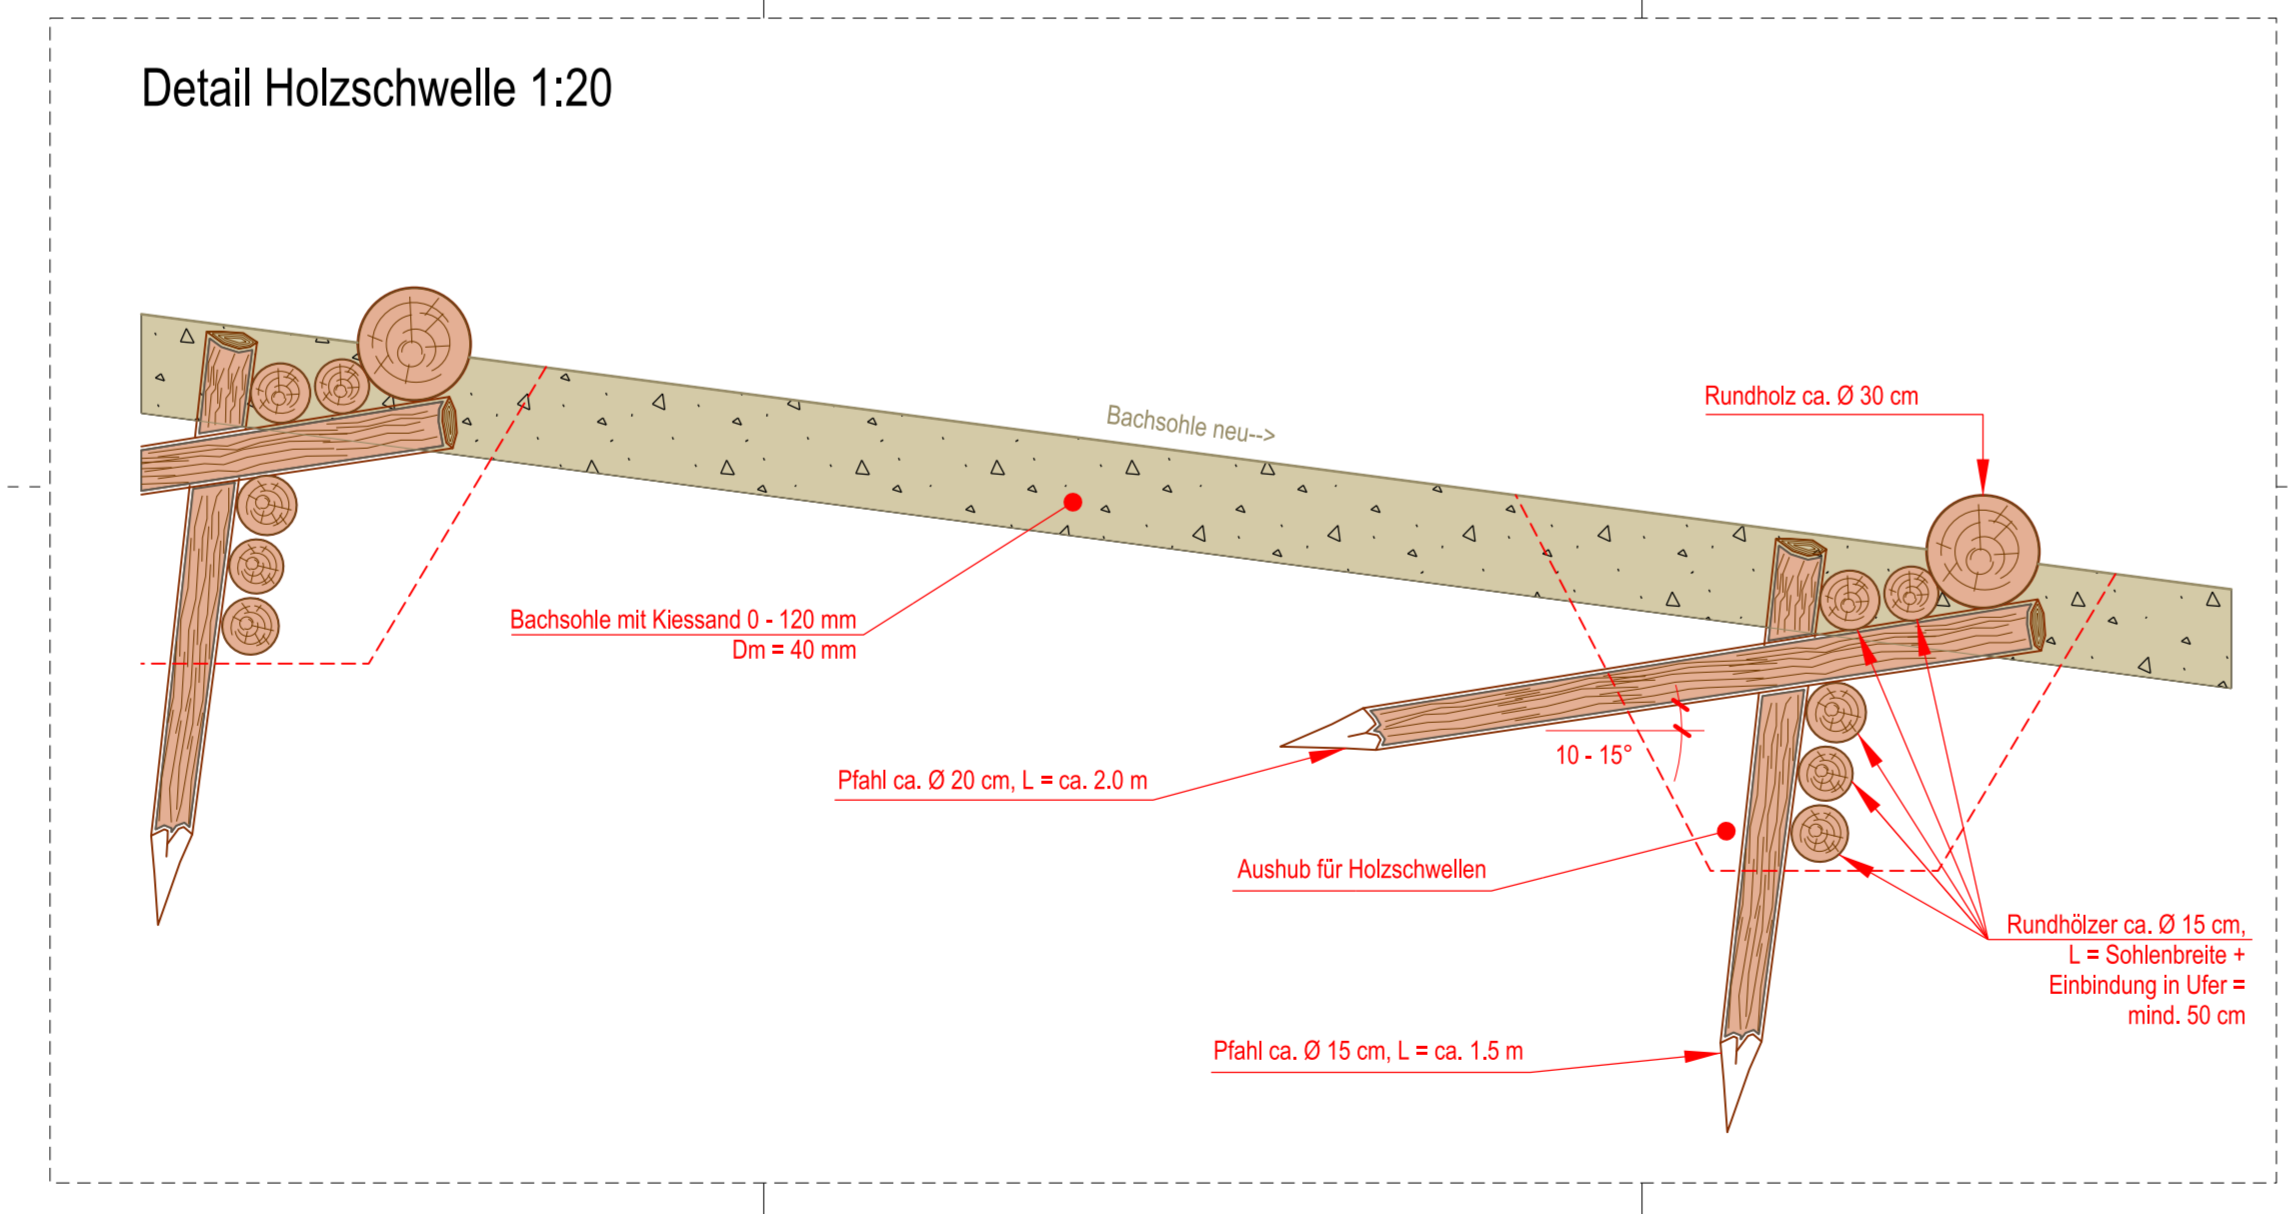 Detail Holzschwelle 1:20
Bachsohle neu-->
Rundholz ca. Ø 30 cm
Bachsohle mit Kiessand 0 - 120 mm
Dm = 40 mm
Pfahl ca. Ø 20 cm, L = ca. 2.0 m
10 - 15°
Aushub für Holzschwellen
Rundhölzer ca. Ø 15 cm,
L = Sohlenbreite +
Einbindung in Ufer =
mind. 50 cm
Pfahl ca. Ø 15 cm, L = ca. 1.5 m